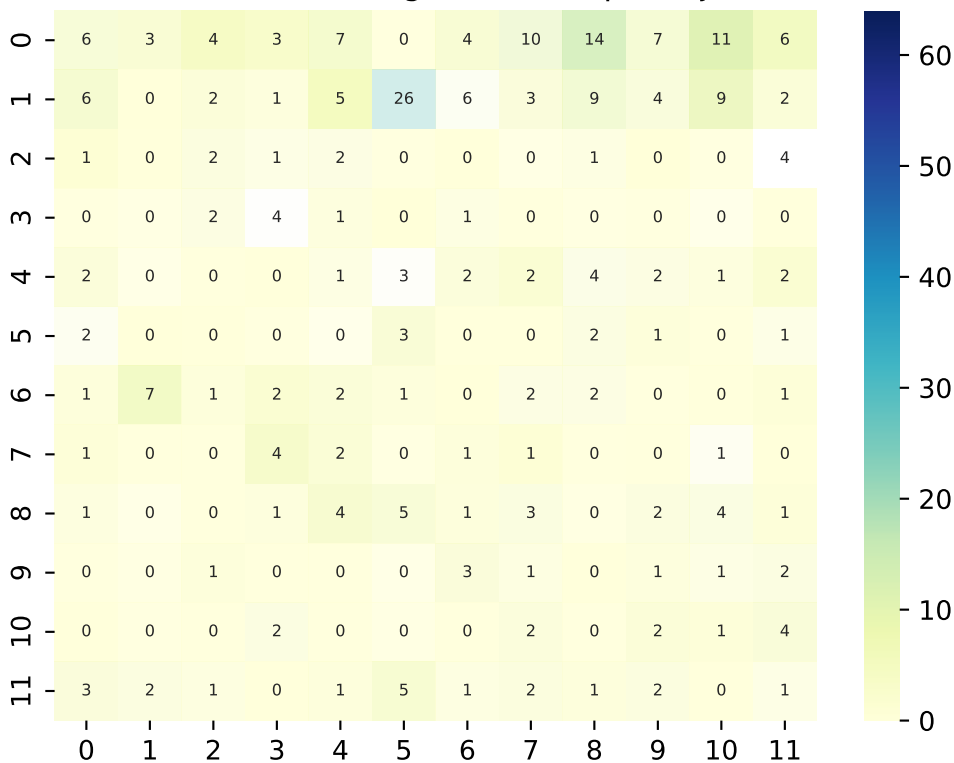 0 6 3 4 3 7 0 4 10 14 7 11 6
1 6 0 2 1 5 26 6 3 9 4 9 2
2 1 0 2 1 2 0 0 0 1 0 0 4
3 0 0 2 4 1 0 1 0 0 0 0 0
4 2 0 0 0 1 3 2 2 4 2 1 2
5 2 0 0 0 0 3 0 0 2 1 0 1
6 1 7 1 2 2 1 0 2 2 0 0 1
7 1 0 0 4 2 0 1 1 0 0 1 0
8 1 0 0 1 4 5 1 3 0 2 4 1
9 0 0 1 0 0 0 3 1 0 1 1 2
10 0 0 0 2 0 0 0 2 0 2 1 4
11 3 2 1 0 1 5 1 2 1 2 0 1
0 1 2 3 4 5 6 7 8 9 10 11
60
50
40
30
20
10
0